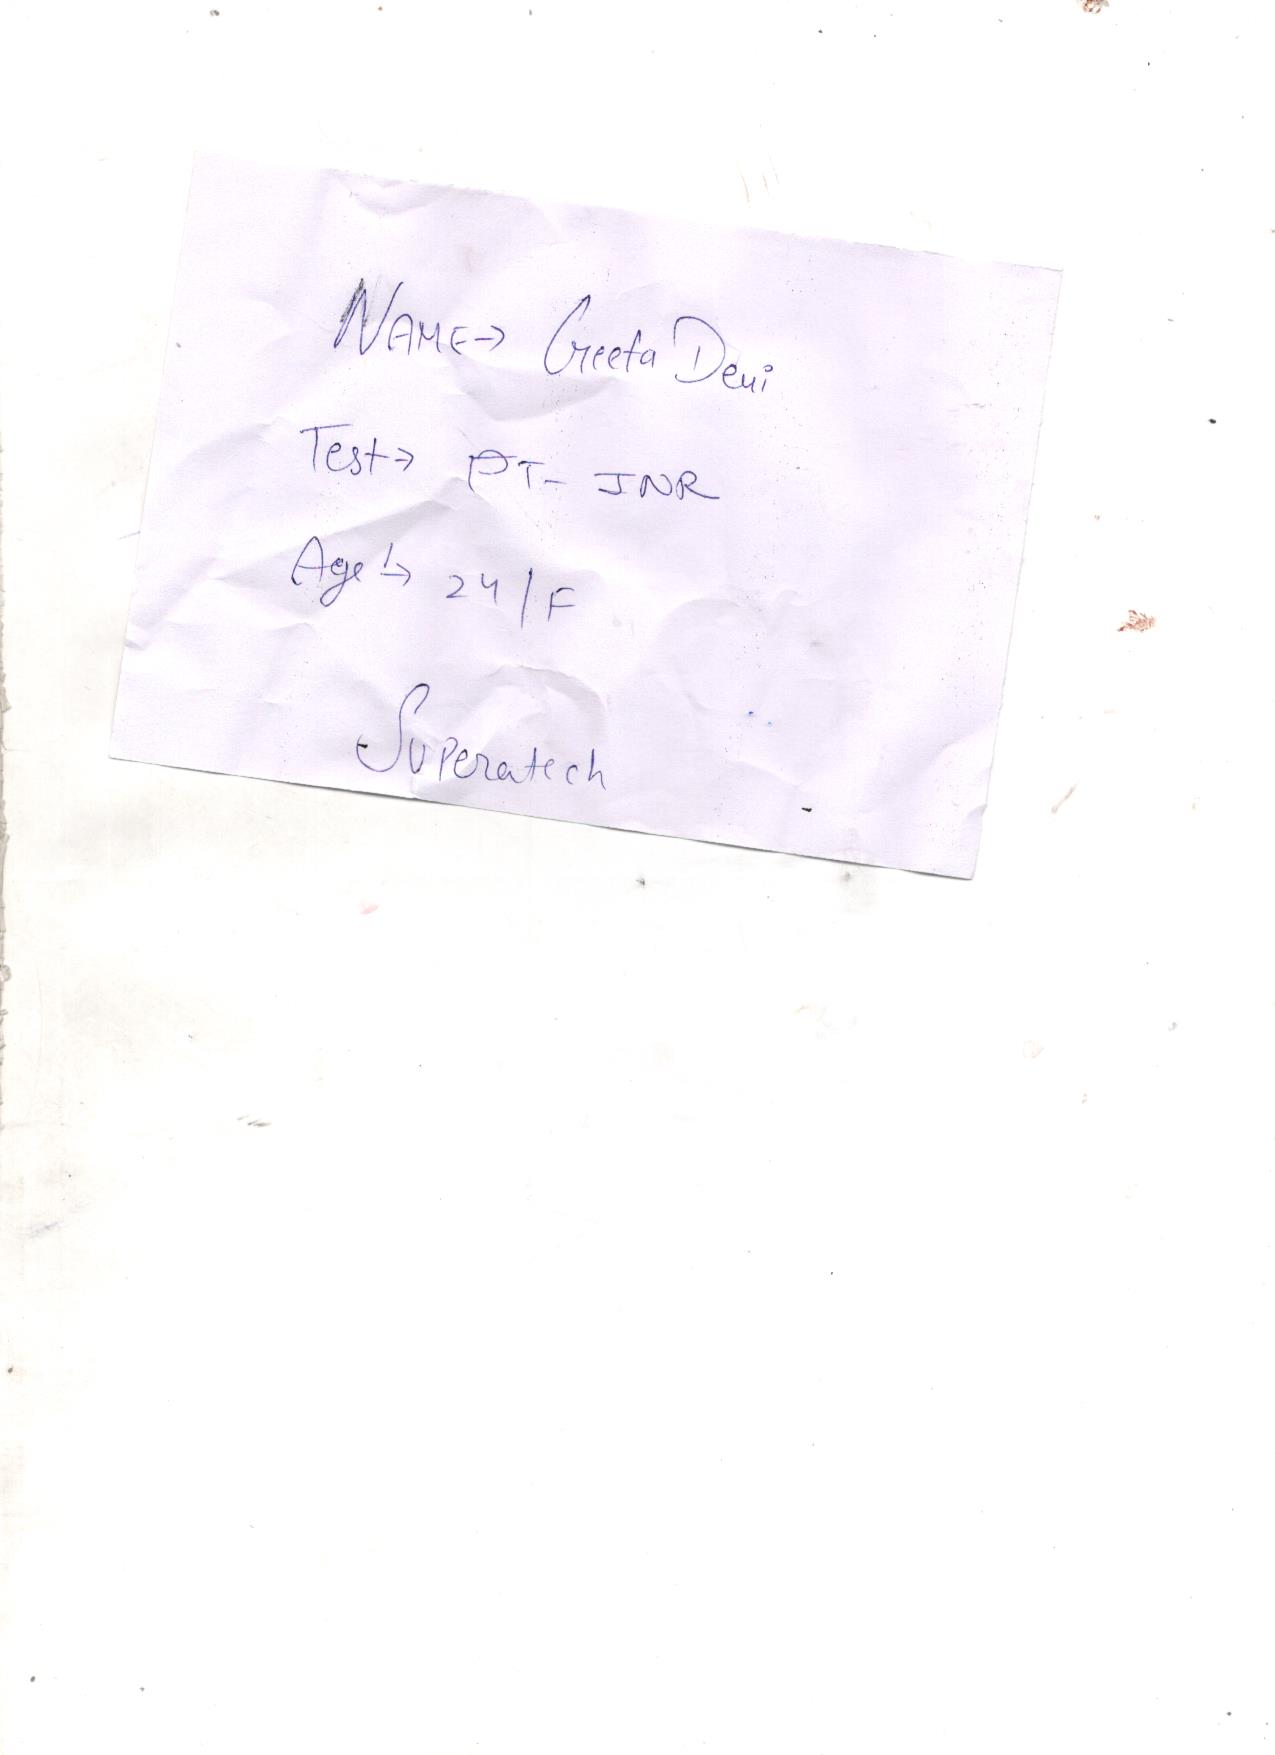 NAME→ Geeta Devi
Test→ PT- INR
Age→ 24/F
Superatech